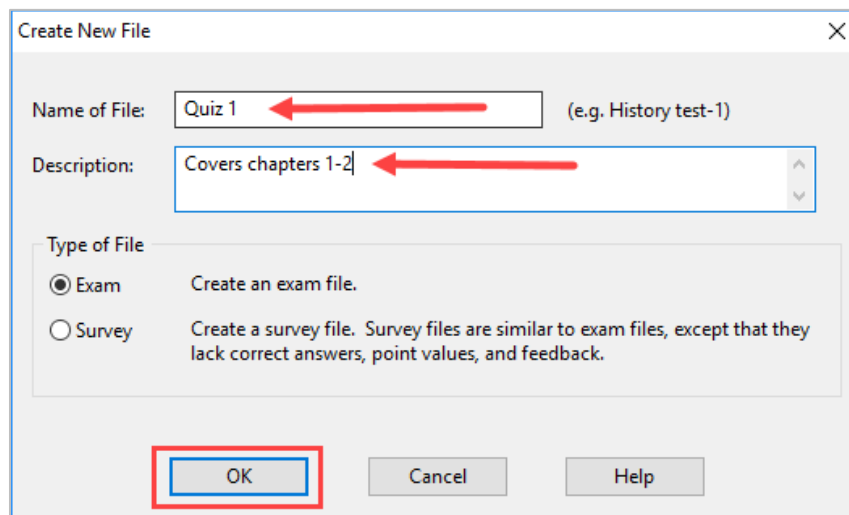 Create New File
Name of File: Quiz 1 (e.g. History test-1)
Description: Covers chapters 1-2
Type of File
Exam Create an exam file.
Survey Create a survey file. Survey files are similar to exam files, except that they
lack correct answers, point values, and feedback.
OK Cancel Help